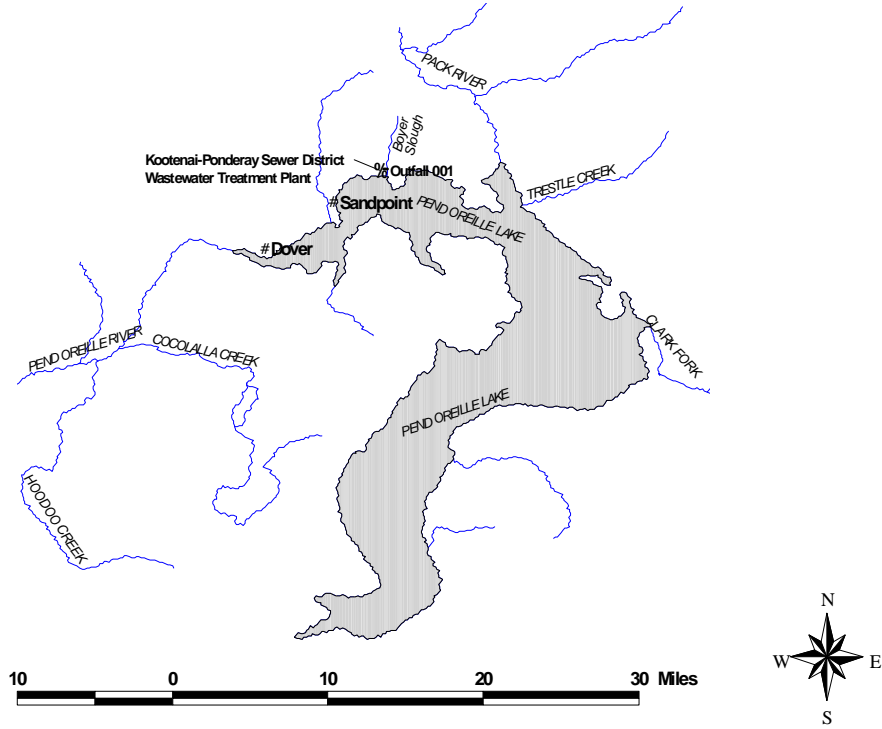 PACK RIVER
Boyer
Slough
Kootenai-Ponderay Sewer District
Wastewater Treatment Plant
% Outfall 001
TRESTLE CREEK
# Sandpoint
PEND OREILLE LAKE
# Dover
CLARK FORK
PEND OREILLE RIVER
COCOLALLA CREEK
PEND OREILLE LAKE
HOODOO CREEK
N
W E
S
10 0 10 20 30 Miles